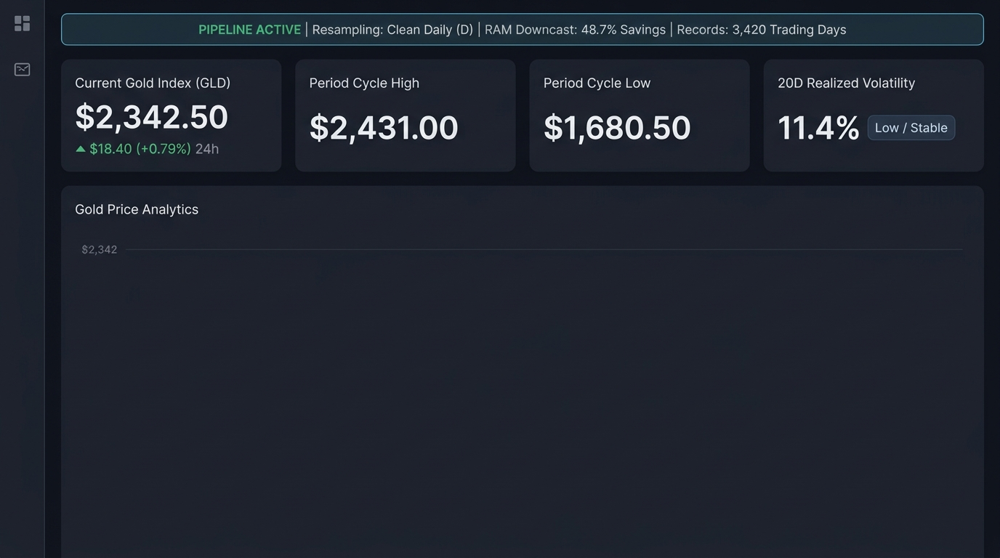 PIPELINE ACTIVE | Resampling: Clean Daily (D) | RAM Downcast: 48.7% Savings | Records: 3,420 Trading Days
Current Gold Index (GLD)
$2,342.50
▲ $18.40 (+0.79%) 24h
Period Cycle High
$2,431.00
Period Cycle Low
$1,680.50
20D Realized Volatility
11.4% Low / Stable
Gold Price Analytics
$2,342